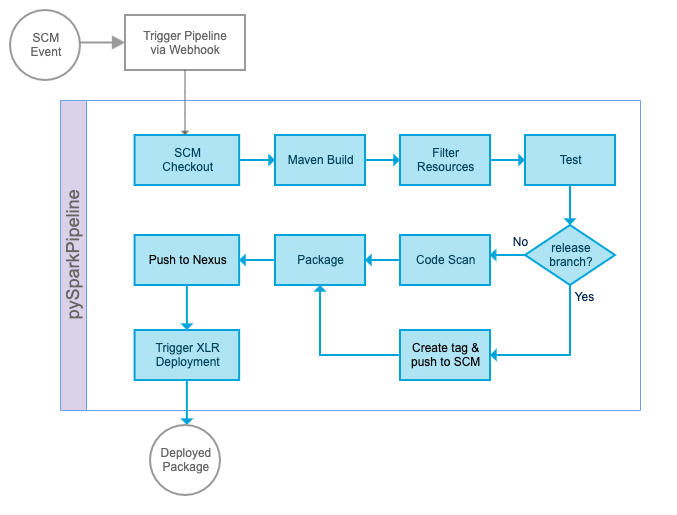 SCM
Event
Trigger Pipeline
via Webhook
pySparkPipeline
SCM
Checkout
Maven Build
Filter
Resources
Test
release
branch?
No
Yes
Code Scan
Package
Push to Nexus
Create tag &
push to SCM
Trigger XLR
Deployment
Deployed
Package